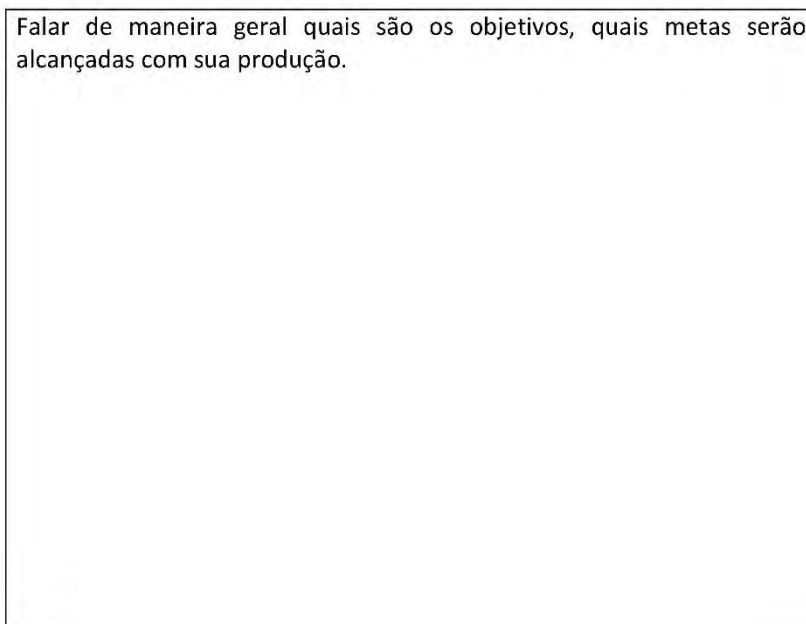 Falar de maneira geral quais são os objetivos, quais metas serão
alcançadas com sua produção.